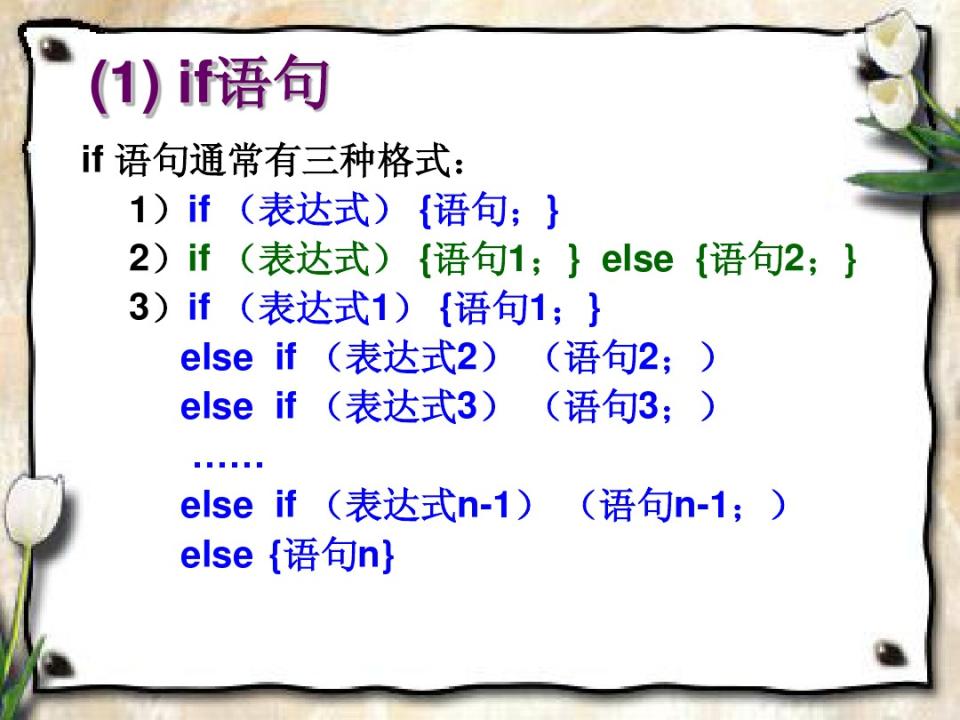 (1) if语句
if 语句通常有三种格式：
1）if （表达式） {语句；}
2）if （表达式） {语句1；} else {语句2；}
3）if （表达式1） {语句1；}
else if （表达式2） （语句2；）
else if （表达式3） （语句3；）
……
else if （表达式n-1） （语句n-1；）
else {语句n}